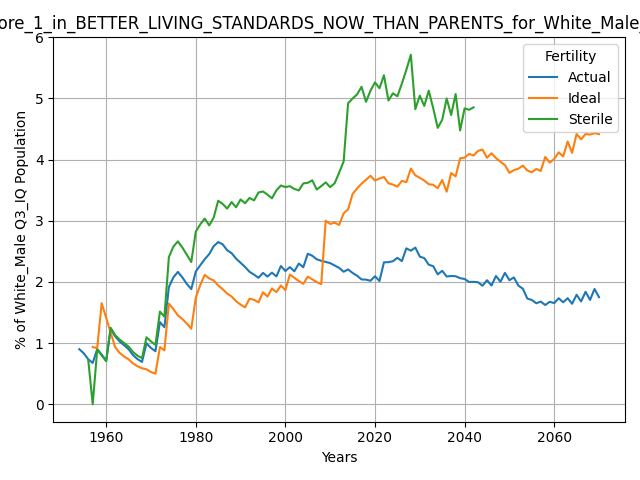 ore_1_in_BETTER_LIVING_STANDARDS_NOW_THAN_PARENTS_for_White_Male_
6
5
4
3
2
1
0
% of White_Male Q3_IQ Population
Fertility
Actual
Ideal
Sterile
1960 1980 2000 2020 2040 2060
Years